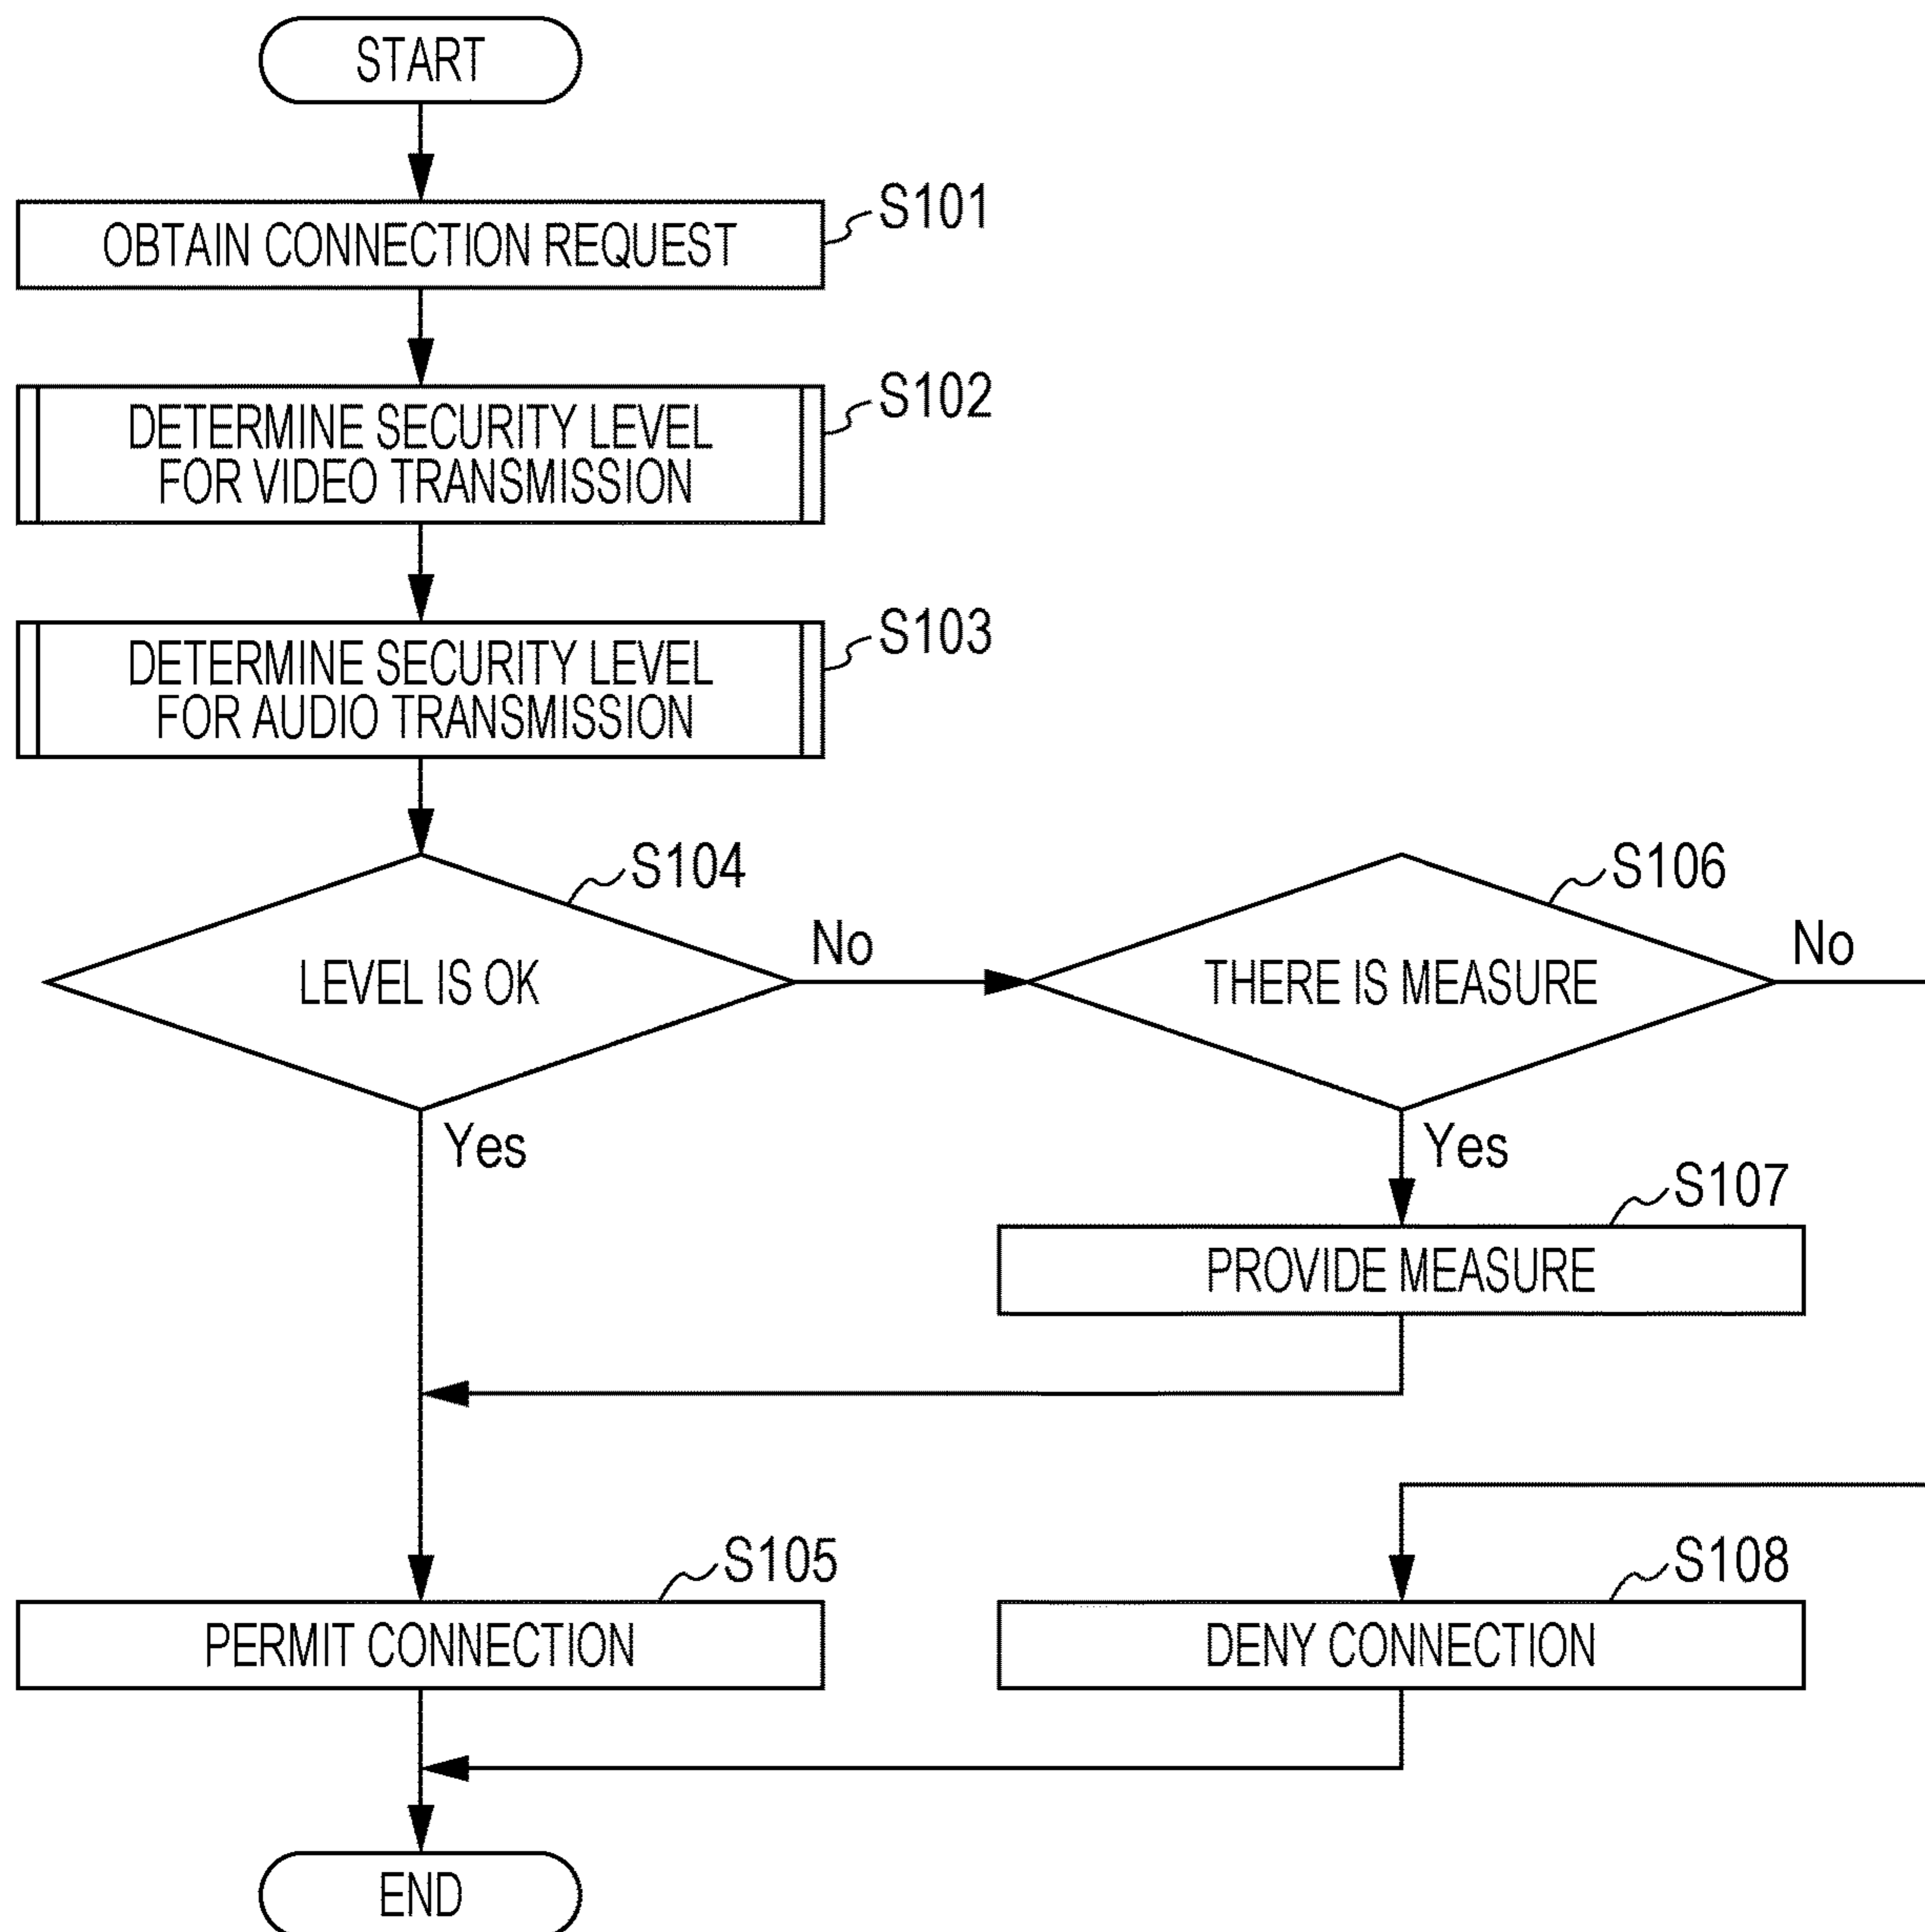 START
OBTAIN CONNECTION REQUEST
S101
DETERMINE SECURITY LEVEL
FOR VIDEO TRANSMISSION
S102
DETERMINE SECURITY LEVEL
FOR AUDIO TRANSMISSION
S103
LEVEL IS OK
S104
No
Yes
THERE IS MEASURE
S106
No
Yes
PROVIDE MEASURE
S107
PERMIT CONNECTION
S105
DENY CONNECTION
S108
END